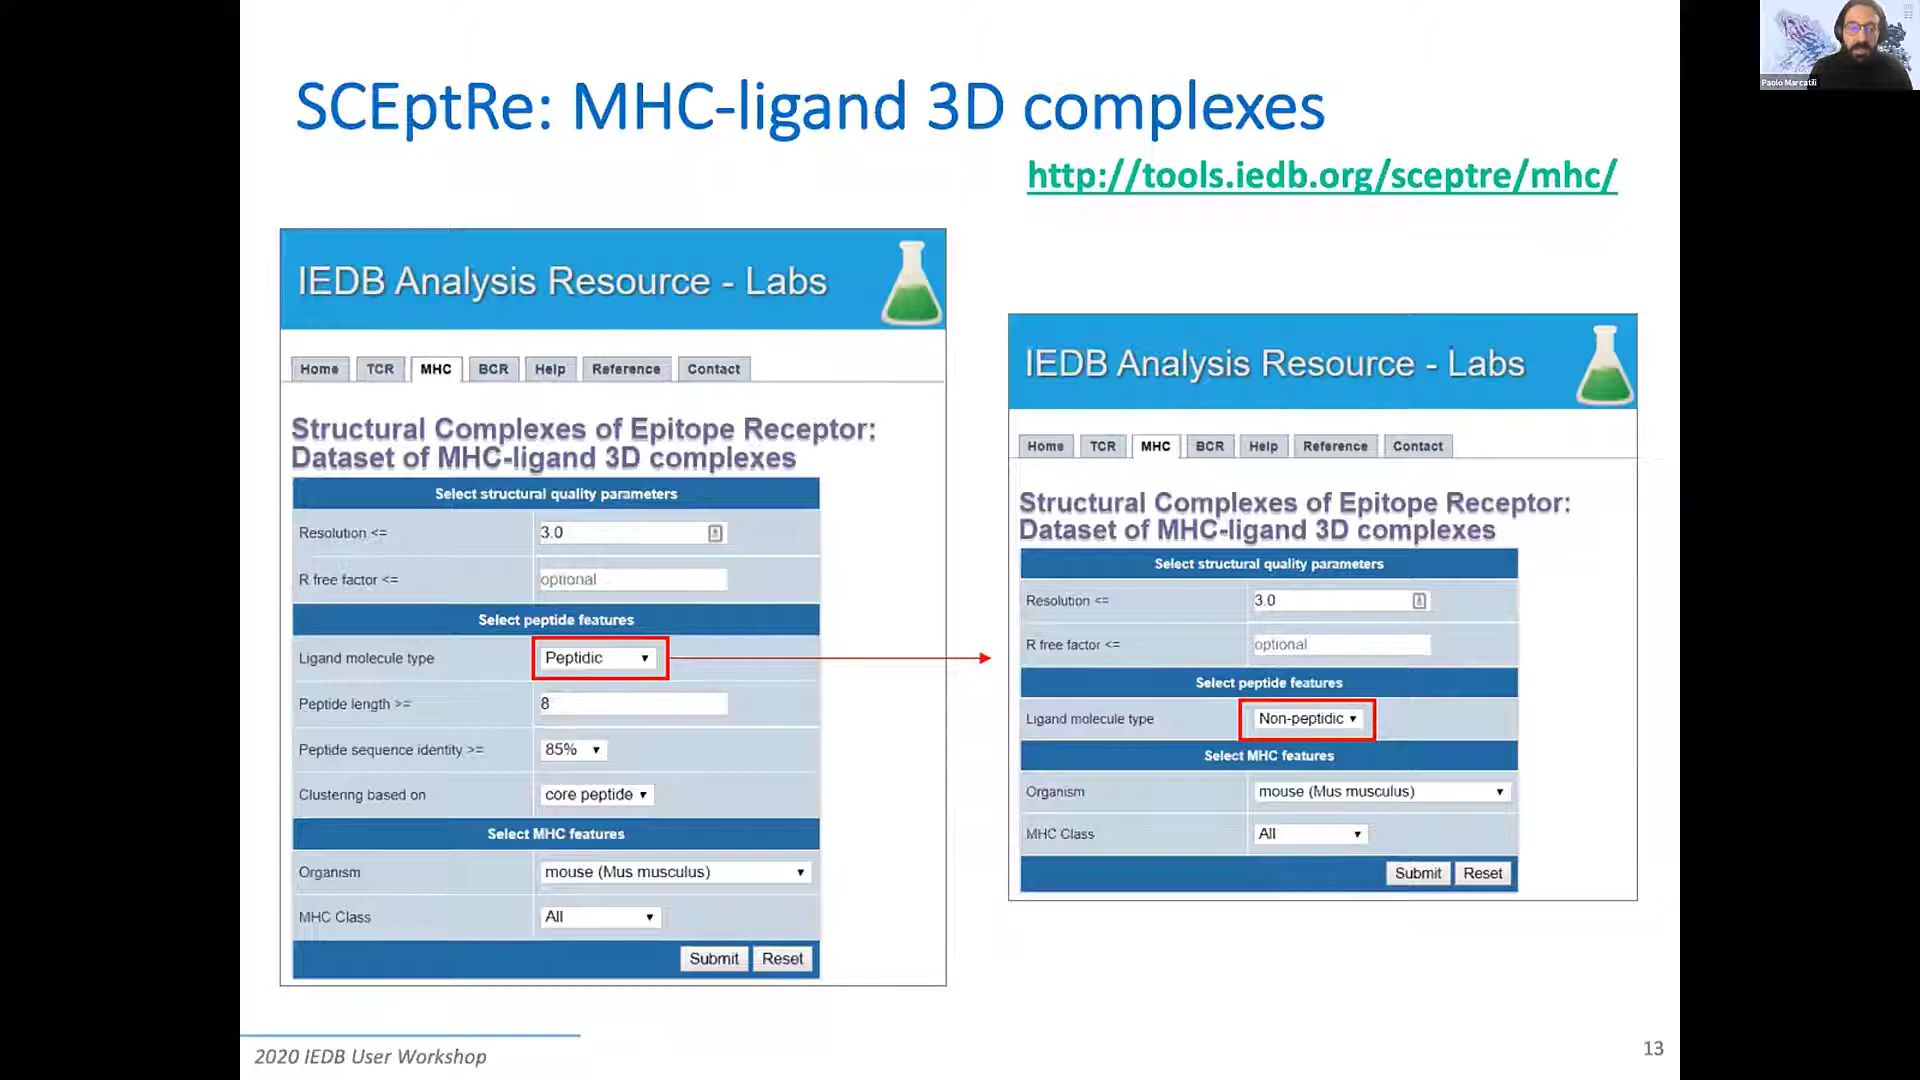 SCEptRe: MHC-ligand 3D complexes
http://tools.iedb.org/sceptre/mhc/
Paolo Marcatili
IEDB Analysis Resource - Labs
Home TCR MHC BCR Help Reference Contact
Structural Complexes of Epitope Receptor:
Dataset of MHC-ligand 3D complexes
Select structural quality parameters
Resolution <= 3.0
R free factor <= optional
Select peptide features
Ligand molecule type Peptidic
Peptide length >= 8
Peptide sequence identity >= 85%
Clustering based on core peptide
Select MHC features
Organism mouse (Mus musculus)
MHC Class All
Submit Reset
IEDB Analysis Resource - Labs
Home TCR MHC BCR Help Reference Contact
Structural Complexes of Epitope Receptor:
Dataset of MHC-ligand 3D complexes
Select structural quality parameters
Resolution <= 3.0
R free factor <= optional
Select peptide features
Ligand molecule type Non-peptidic
Select MHC features
Organism mouse (Mus musculus)
MHC Class All
Submit Reset
2020 IEDB User Workshop
13